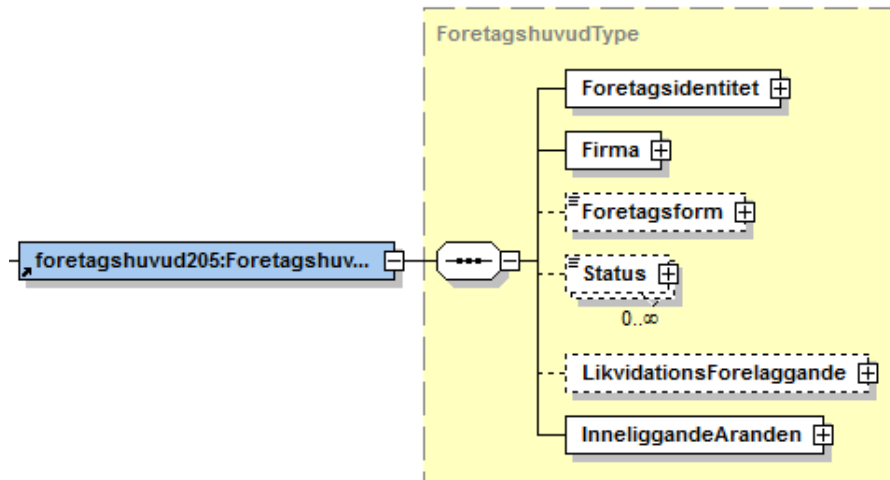 ForetagshuvudType
Foretagsidentitet
Firma
Foretagsform
foretagshuvud205:Foretagshuv...
Status
0..∞
LikvidationsForelaggande
InneliggandeAranden